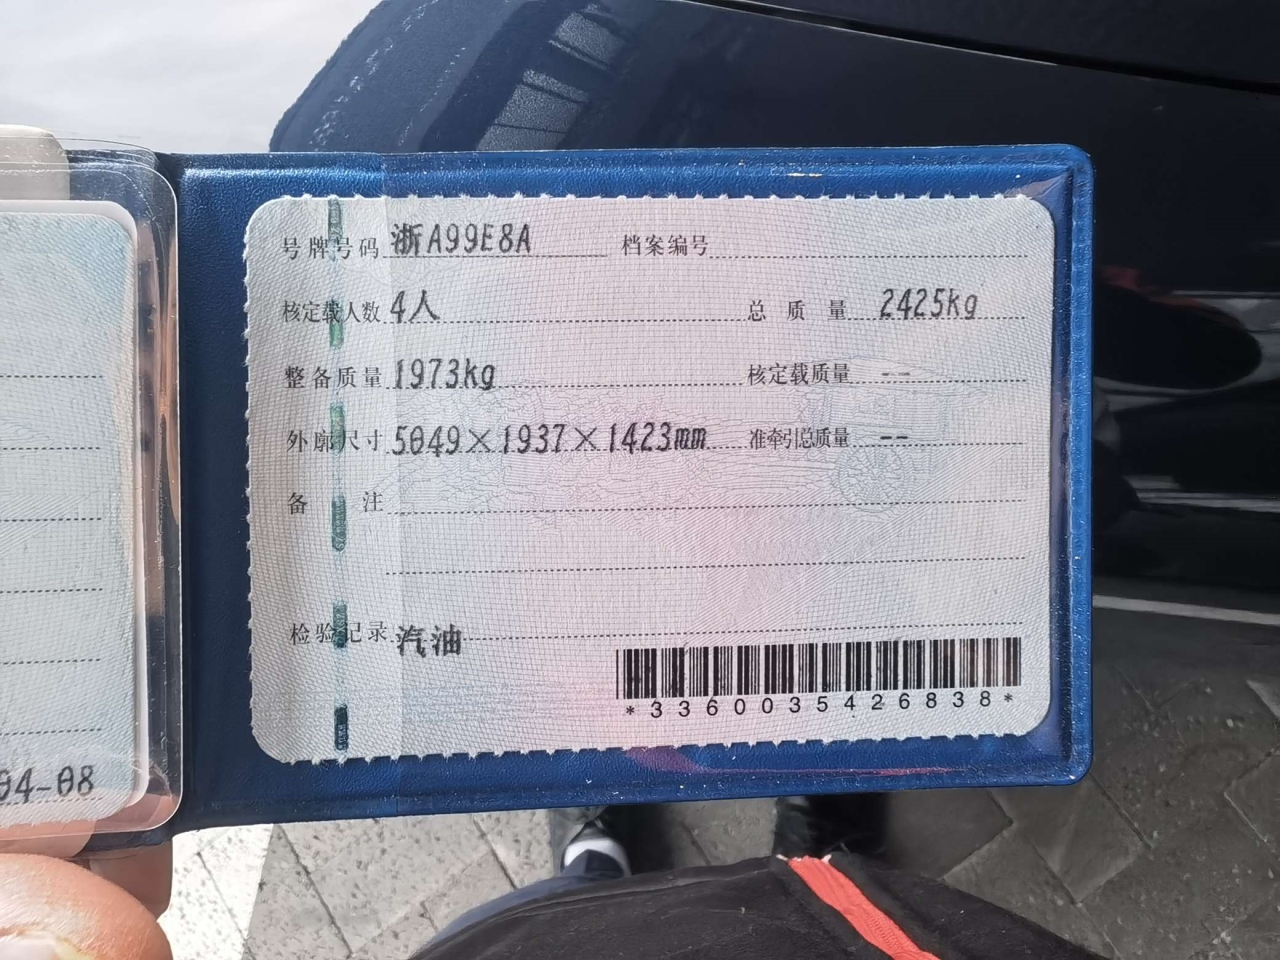 号牌号码 浙A99E8A 档案编号
核定载人数 4人 总质量 2425kg
整备质量 1973kg 核定载质量 --
外廓尺寸 5049×1937×1423mm 准牵引总质量 --
备注
检验记录 汽油
*3360035426838*
04-08